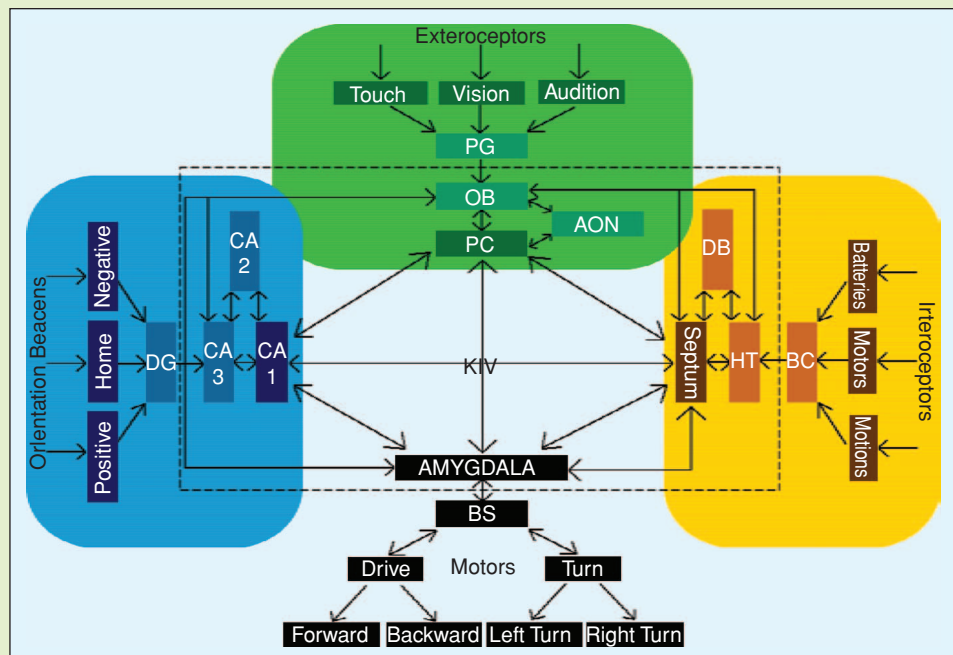 Exteroceptors
Touch
Vision
Audition
PG
OB
AON
PC
Orientation Beacens
Negative
Home
Positive
DG
CA
2
CA
3
CA
1
KIV
DB
Septum
HT
BC
Batteries
Motors
Motions
Irteroceptors
AMYGDALA
BS
Drive
Motors
Turn
Forward
Backward
Left Turn
Right Turn